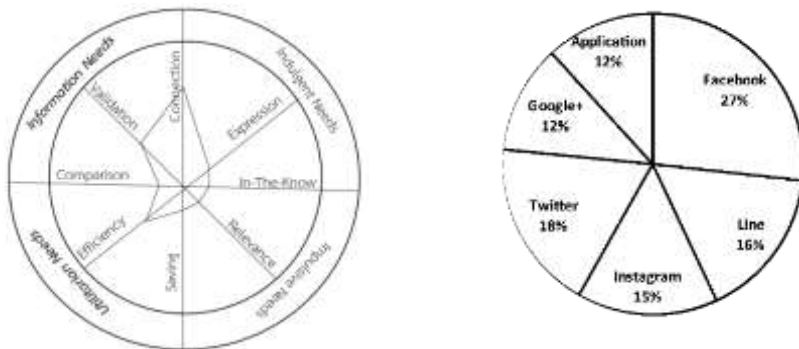 Information Needs
Indulgent Needs
Utilitarian Needs
Impulsive Needs
Validation
Connection
Expression
Comparison
In-The-Know
Efficiency
Saving
Relevance
Application
12%
Facebook
27%
Google+
12%
Twitter
18%
Line
16%
Instagram
15%